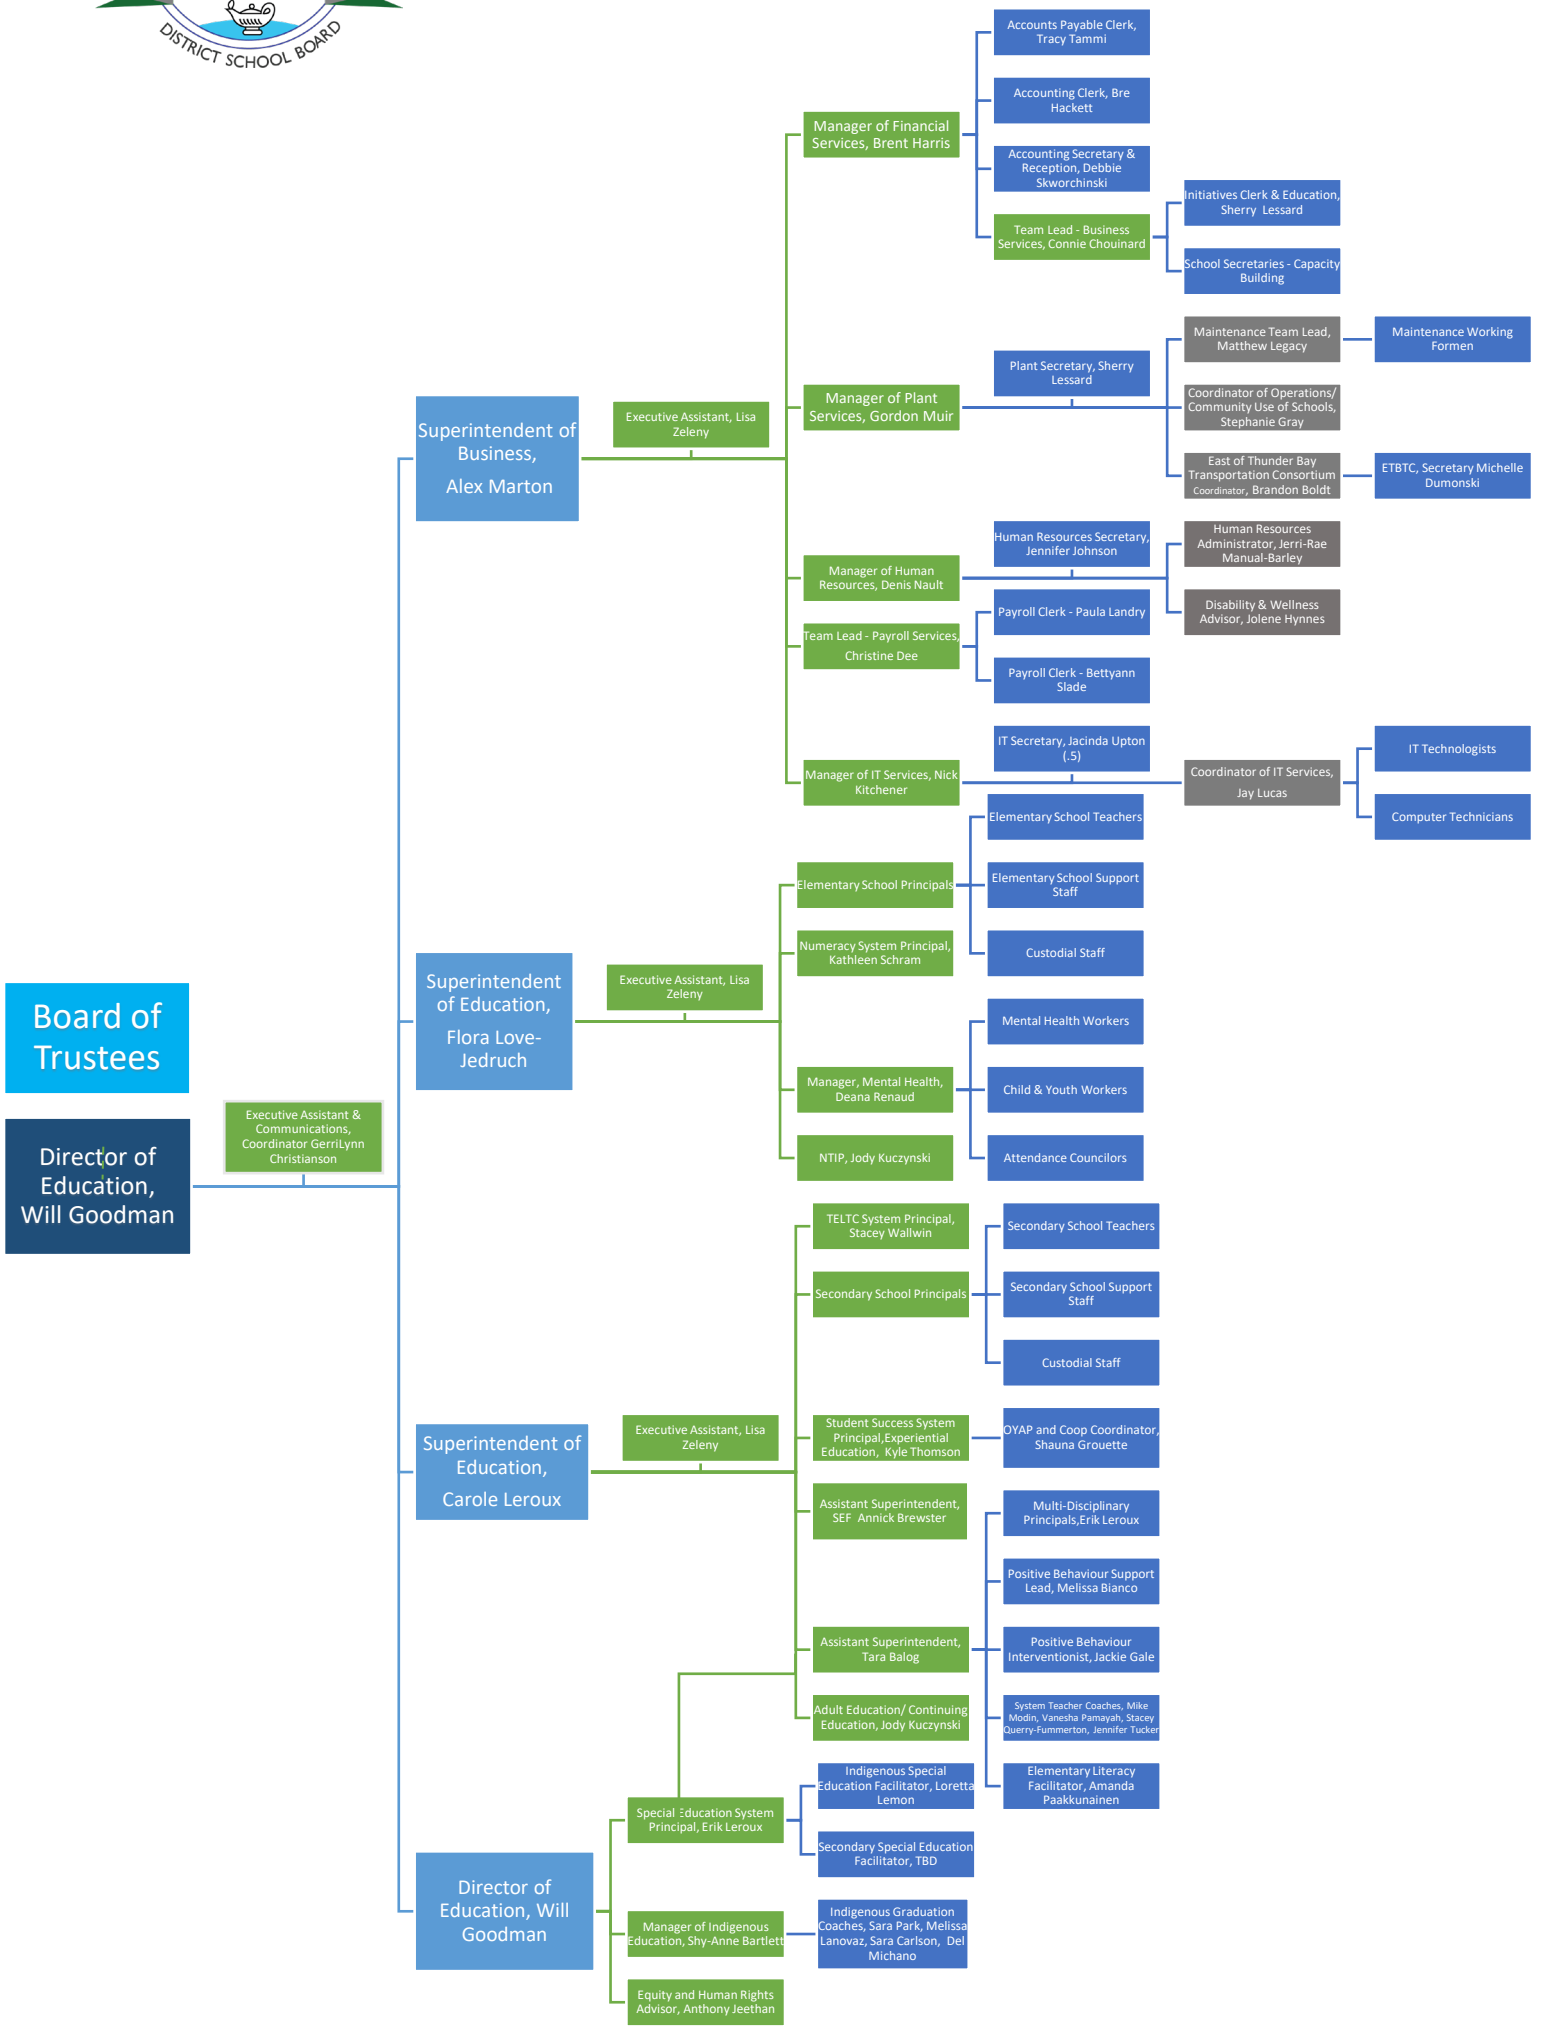 DISTRICT SCHOOL BOARD
Board of
Trustees
Director of
Education,
Will Goodman
Executive Assistant &
Communications,
Coordinator GerriLynn
Christianson
Superintendent of
Business,
Alex Marton
Executive Assistant, Lisa
Zeleny
Manager of Financial
Services, Brent Harris
Accounts Payable Clerk,
Tracy Tammi
Accounting Clerk, Bre
Hackett
Accounting Secretary &
Reception, Debbie
Skworchinski
Team Lead - Business
Services, Connie Chouinard
Initiatives Clerk & Education,
Sherry Lessard
School Secretaries - Capacity
Building
Manager of Plant
Services, Gordon Muir
Plant Secretary, Sherry
Lessard
Maintenance Team Lead,
Matthew Legacy
Maintenance Working
Formen
Coordinator of Operations/
Community Use of Schools,
Stephanie Gray
East of Thunder Bay
Transportation Consortium
Coordinator, Brandon Boldt
ETBTC, Secretary Michelle
Dumonski
Manager of Human
Resources, Denis Nault
Human Resources Secretary,
Jennifer Johnson
Human Resources
Administrator, Jerri-Rae
Manual-Barley
Disability & Wellness
Advisor, Jolene Hynnes
Team Lead - Payroll Services,
Christine Dee
Payroll Clerk - Paula Landry
Payroll Clerk - Bettyann
Slade
Manager of IT Services, Nick
Kitchener
IT Secretary, Jacinda Upton
(.5)
Coordinator of IT Services,
Jay Lucas
IT Technologists
Computer Technicians
Superintendent
of Education,
Flora Love-
Jedruch
Executive Assistant, Lisa
Zeleny
Elementary School Principals
Elementary School Teachers
Elementary School Support
Staff
Custodial Staff
Numeracy System Principal,
Kathleen Schram
Manager, Mental Health,
Deana Renaud
Mental Health Workers
Child & Youth Workers
Attendance Councilors
NTIP, Jody Kuczynski
Superintendent of
Education,
Carole Leroux
Executive Assistant, Lisa
Zeleny
TELTC System Principal,
Stacey Wallwin
Secondary School Principals
Secondary School Teachers
Secondary School Support
Staff
Custodial Staff
Student Success System
Principal,Experiential
Education, Kyle Thomson
OYAP and Coop Coordinator,
Shauna Grouette
Assistant Superintendent,
SEF Annick Brewster
Assistant Superintendent,
Tara Balog
Multi-Disciplinary
Principals,Erik Leroux
Positive Behaviour Support
Lead, Melissa Bianco
Positive Behaviour
Interventionist, Jackie Gale
System Teacher Coaches, Mike
Modin, Vanesha Pamayah, Stacey
Querry-Fummerton, Jennifer Tucker
Elementary Literacy
Facilitator, Amanda
Paakkunainen
Adult Education/ Continuing
Education, Jody Kuczynski
Director of
Education, Will
Goodman
Special Education System
Principal, Erik Leroux
Indigenous Special
Education Facilitator, Loretta
Lemon
Secondary Special Education
Facilitator, TBD
Manager of Indigenous
Education, Shy-Anne Bartlett
Indigenous Graduation
Coaches, Sara Park, Melissa
Lanovaz, Sara Carlson, Del
Michano
Equity and Human Rights
Advisor, Anthony Jeethan